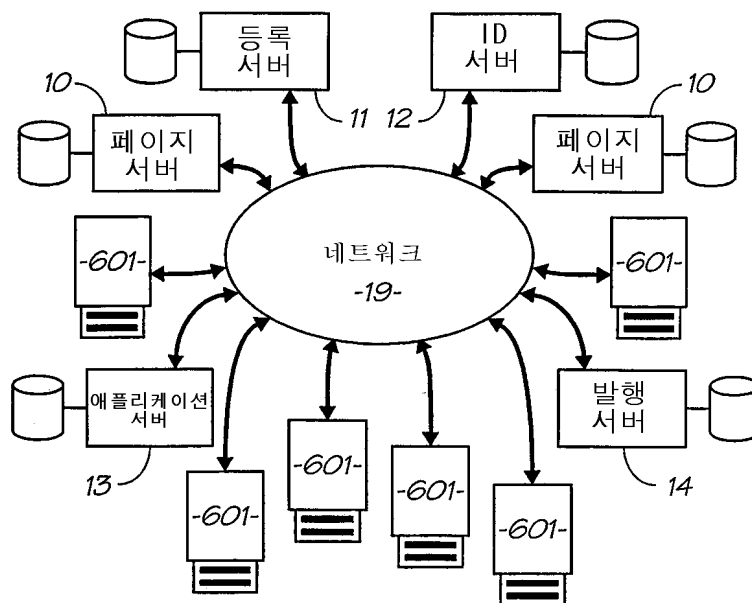 등록
서버
ID
서버
10
11
12
10
페이지
서버
페이지
서버
-601-
네트워크
-19-
-601-
애플리케이션
서버
발행
서버
13
-601-
-601-
-601-
-601-
14